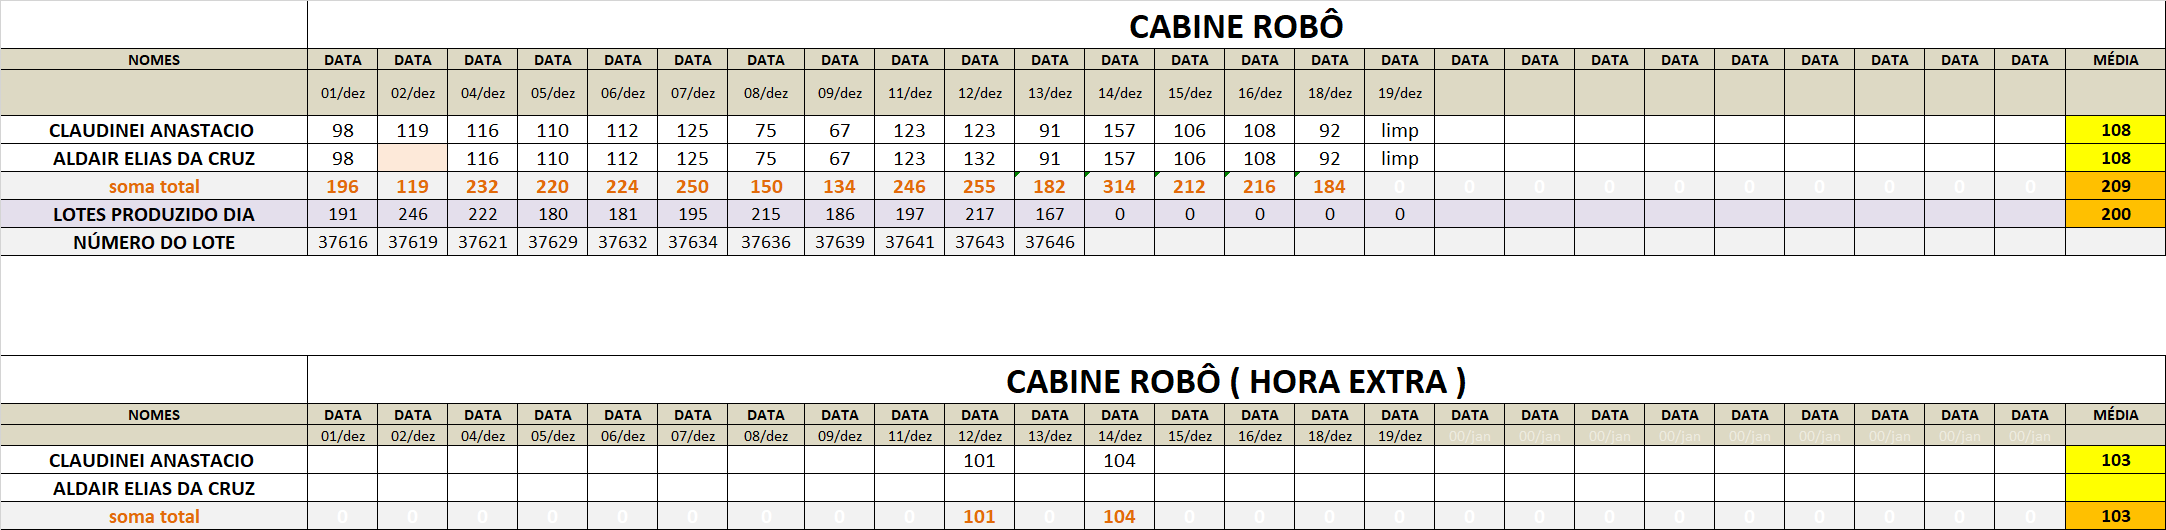 CABINE ROBÔ
NOMES DATA DATA DATA DATA DATA DATA DATA DATA DATA DATA DATA DATA DATA DATA DATA DATA DATA DATA DATA DATA DATA DATA DATA DATA DATA MÉDIA
01/dez 02/dez 04/dez 05/dez 06/dez 07/dez 08/dez 09/dez 11/dez 12/dez 13/dez 14/dez 15/dez 16/dez 18/dez 19/dez
CLAUDINEI ANASTACIO 98 119 116 110 112 125 75 67 123 123 91 157 106 108 92 limp 108
ALDAIR ELIAS DA CRUZ 98 116 110 112 125 75 67 123 132 91 157 106 108 92 limp 108
soma total 196 119 232 220 224 250 150 134 246 255 182 314 212 216 184 0 0 0 0 0 0 0 0 0 0 209
LOTES PRODUZIDO DIA 191 246 222 180 181 195 215 186 197 217 167 0 0 0 0 0 200
NÚMERO DO LOTE 37616 37619 37621 37629 37632 37634 37636 37639 37641 37643 37646
CABINE ROBÔ ( HORA EXTRA )
NOMES DATA DATA DATA DATA DATA DATA DATA DATA DATA DATA DATA DATA DATA DATA DATA DATA DATA DATA DATA DATA DATA DATA DATA DATA DATA MÉDIA
01/dez 02/dez 04/dez 05/dez 06/dez 07/dez 08/dez 09/dez 11/dez 12/dez 13/dez 14/dez 15/dez 16/dez 18/dez 19/dez 00/jan 00/jan 00/jan 00/jan 00/jan 00/jan 00/jan 00/jan 00/jan
CLAUDINEI ANASTACIO 101 104 103
ALDAIR ELIAS DA CRUZ
soma total 0 0 0 0 0 0 0 0 0 101 0 104 0 0 0 0 0 0 0 0 0 0 0 0 0 103